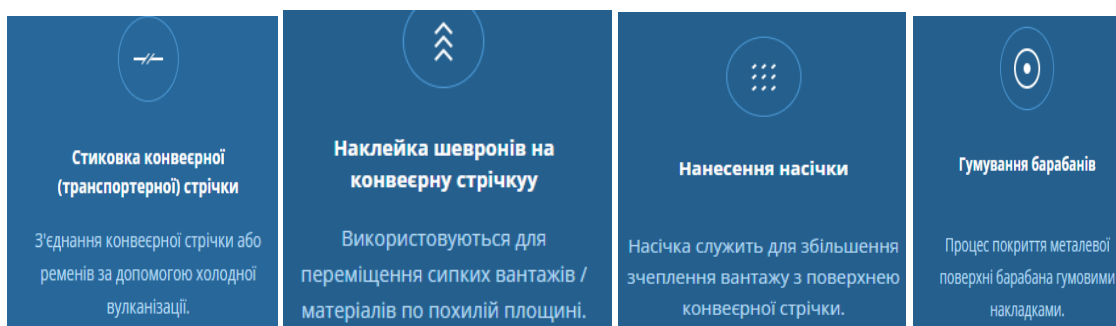 Стиковка конвеєрної
(транспортерної) стрічки
З'єднання конвеєрної стрічки або
ременів за допомогою холодної
вулканізації.
Наклейка шевронів на
конвеєрну стрічкуу
Використовуються для
переміщення сипких вантажів /
матеріалів по похилій площині.
Нанесення насічки
Насічка служить для збільшення
зчеплення вантажу з поверхнею
конвеєрної стрічки.
Гумування барабанів
Процес покриття металевої
поверхні барабана гумовими
накладками.